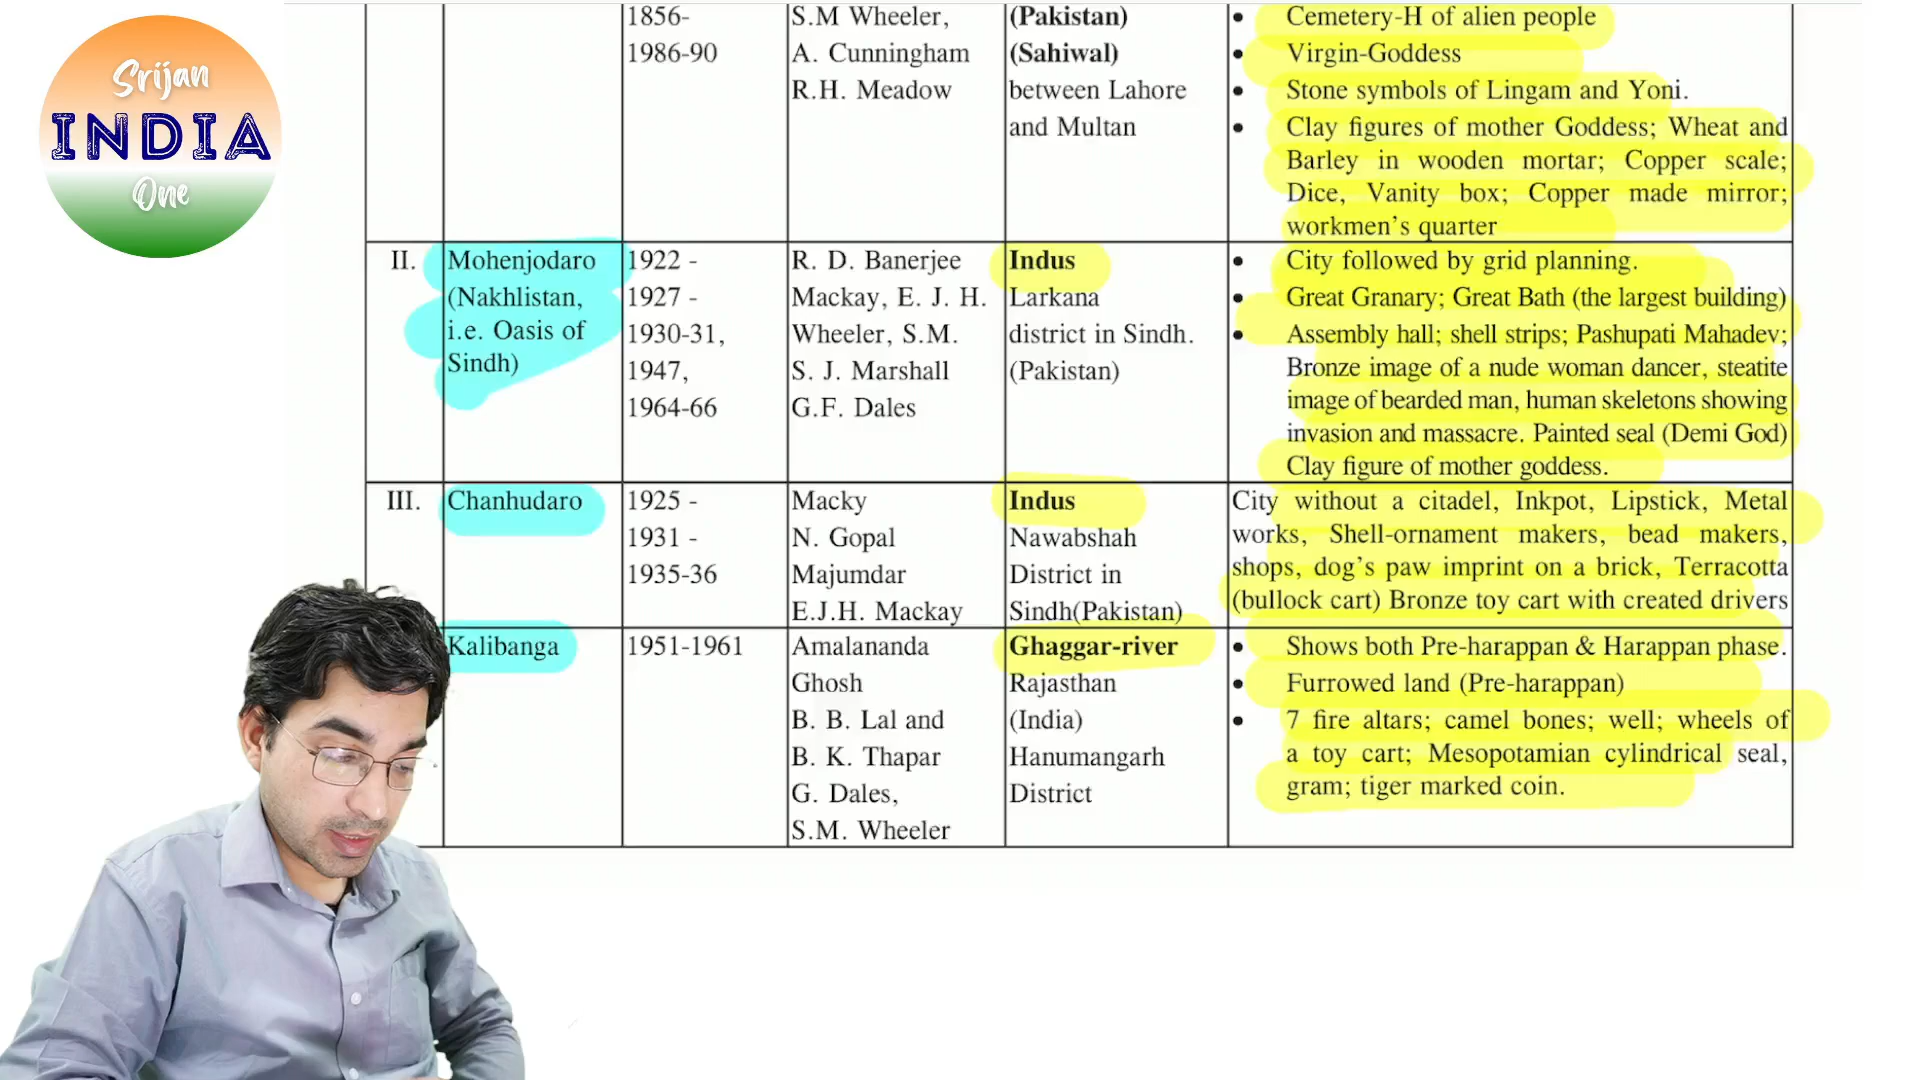 Srijan
INDIA
One
1856-
1986-90
S.M Wheeler,
A. Cunningham
R.H. Meadow
(Pakistan)
(Sahiwal)
between Lahore
and Multan
• Cemetery-H of alien people
• Virgin-Goddess
• Stone symbols of Lingam and Yoni.
• Clay figures of mother Goddess; Wheat and
Barley in wooden mortar; Copper scale;
Dice, Vanity box; Copper made mirror;
workmen's quarter
II.
Mohenjodaro
(Nakhlistan,
i.e. Oasis of
Sindh)
1922 -
1927 -
1930-31,
1947,
1964-66
R. D. Banerjee
Mackay, E. J. H.
Wheeler, S.M.
S. J. Marshall
G.F. Dales
Indus
Larkana
district in Sindh.
(Pakistan)
• City followed by grid planning.
• Great Granary; Great Bath (the largest building)
• Assembly hall; shell strips; Pashupati Mahadev;
Bronze image of a nude woman dancer, steatite
image of bearded man, human skeletons showing
invasion and massacre. Painted seal (Demi God)
Clay figure of mother goddess.
III.
Chanhudaro
1925 -
1931 -
1935-36
Macky
N. Gopal
Majumdar
E.J.H. Mackay
Indus
Nawabshah
District in
Sindh(Pakistan)
City without a citadel, Inkpot, Lipstick, Metal
works, Shell-ornament makers, bead makers,
shops, dog's paw imprint on a brick, Terracotta
(bullock cart) Bronze toy cart with created drivers
Kalibanga
1951-1961
Amalananda
Ghosh
B. B. Lal and
B. K. Thapar
G. Dales,
S.M. Wheeler
Ghaggar-river
Rajasthan
(India)
Hanumangarh
District
• Shows both Pre-harappan & Harappan phase.
• Furrowed land (Pre-harappan)
• 7 fire altars; camel bones; well; wheels of
a toy cart; Mesopotamian cylindrical seal,
gram; tiger marked coin.